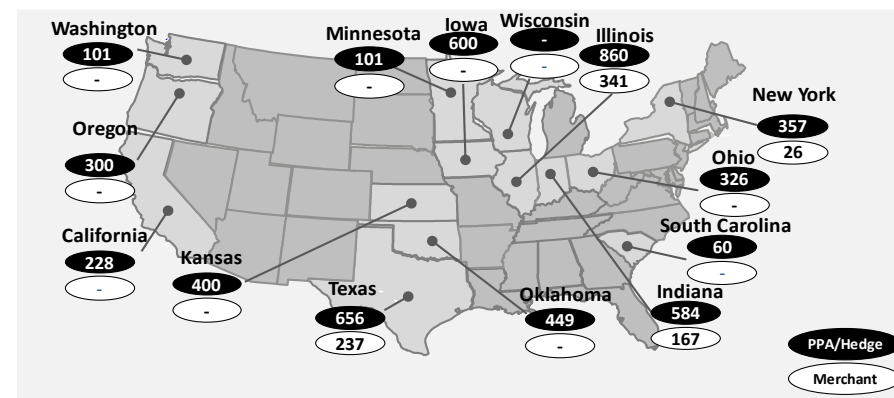 Washington
101
-
Oregon
300
-
California
228
-
Kansas
400
-
Minnesota
101
-
Iowa
600
-
Wisconsin
-
-
Illinois
860
341
New York
357
26
Ohio
326
-
South Carolina
60
-
Indiana
584
167
Oklahoma
449
-
Texas
656
237
PPA/Hedge
Merchant